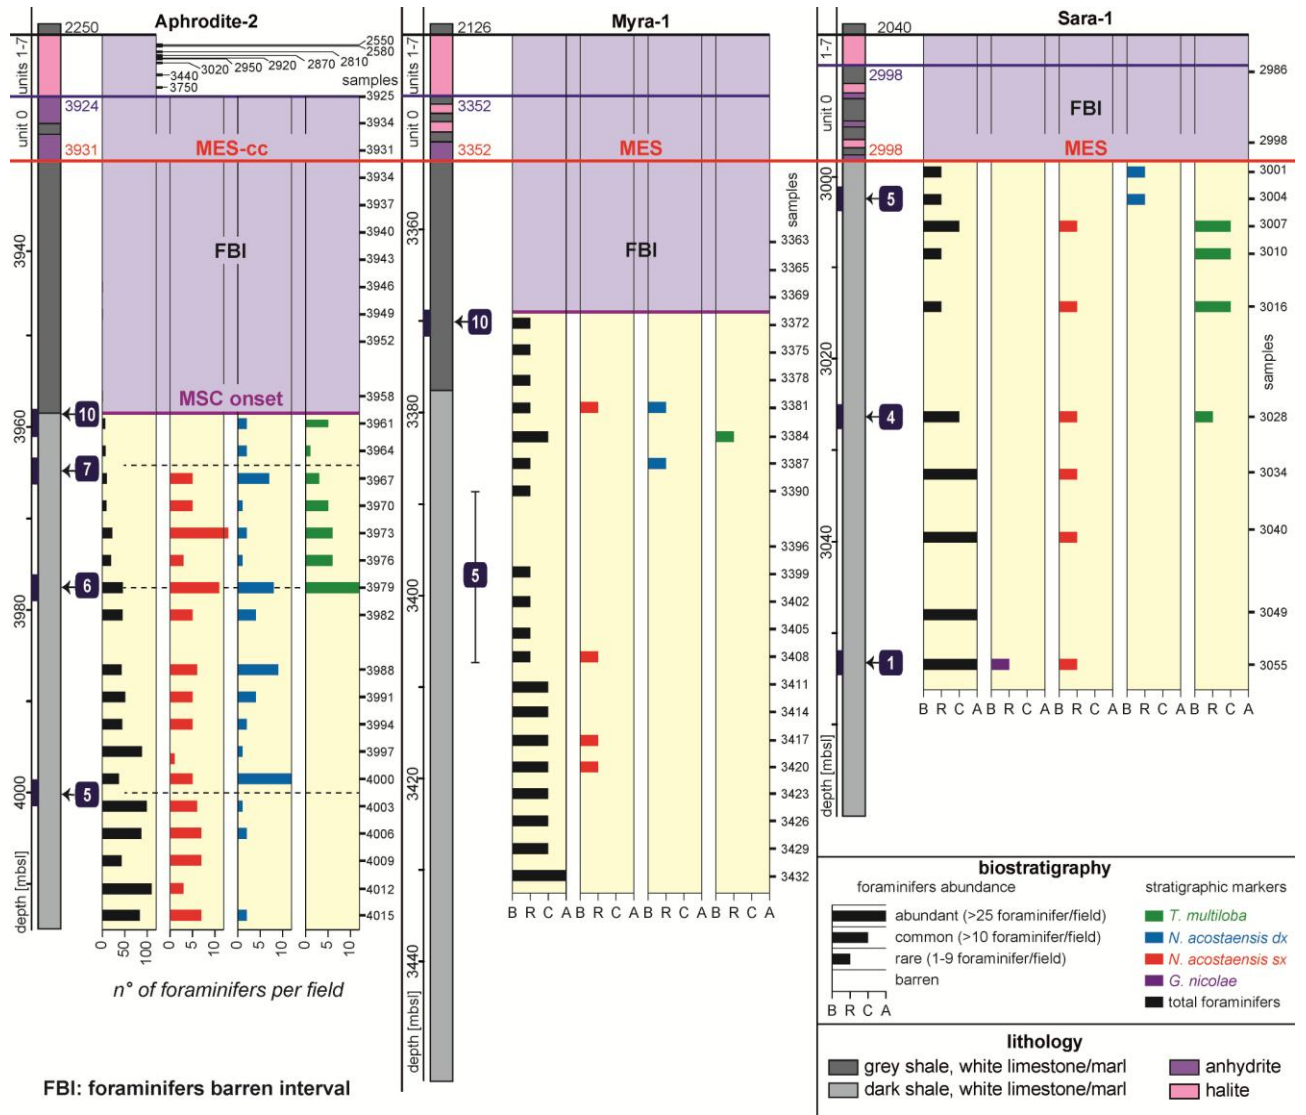 Aphrodite-2
2250
units 1-7
2550
2580
2810
2870
2920
2950
3020
3440
3750
samples
3925
3924
3934
unit 0
MES-cc
3931
3931
3934
3937
3940
3940
3943
FBI
3946
3949
3952
3958
MSC onset
10
3960
3961
3964
7
3967
3970
3973
3976
6
3979
3980
3982
3988
3991
3994
3997
4000
4000
5
4003
4006
4009
4012
4015
depth [mbsl]
0 50 100
0 5 10
0 5 10
0 5 10
n° of foraminifers per field
FBI: foraminifers barren interval
Myra-1
2126
units 1-7
3352
unit 0
3352
MES
samples
3360
3363
FBI
3365
3369
10
3372
3375
3378
3380
3381
3384
3387
3390
5
3396
3399
3400
3402
3405
3408
3411
3414
3417
3420
3420
3423
3426
3429
3432
B R C A B R C A B R C A B R C A
3440
depth [mbsl]
Sara-1
2040
1-7
2998
2986
unit 0
FBI
2998
2998
MES
3000
3001
5
3004
3007
3010
3016
3020
samples
4
3028
3034
3040
3040
3049
1
3055
B R C A B R C A B R C A B R C A B R C A
depth [mbsl]
biostratigraphy
foraminifers abundance
stratigraphic markers
abundant (>25 foraminifer/field)
T. multiloba
common (>10 foraminifer/field)
N. acostaensis dx
rare (1-9 foraminifer/field)
N. acostaensis sx
barren
G. nicolae
total foraminifers
B R C A
lithology
grey shale, white limestone/marl
anhydrite
dark shale, white limestone/marl
halite